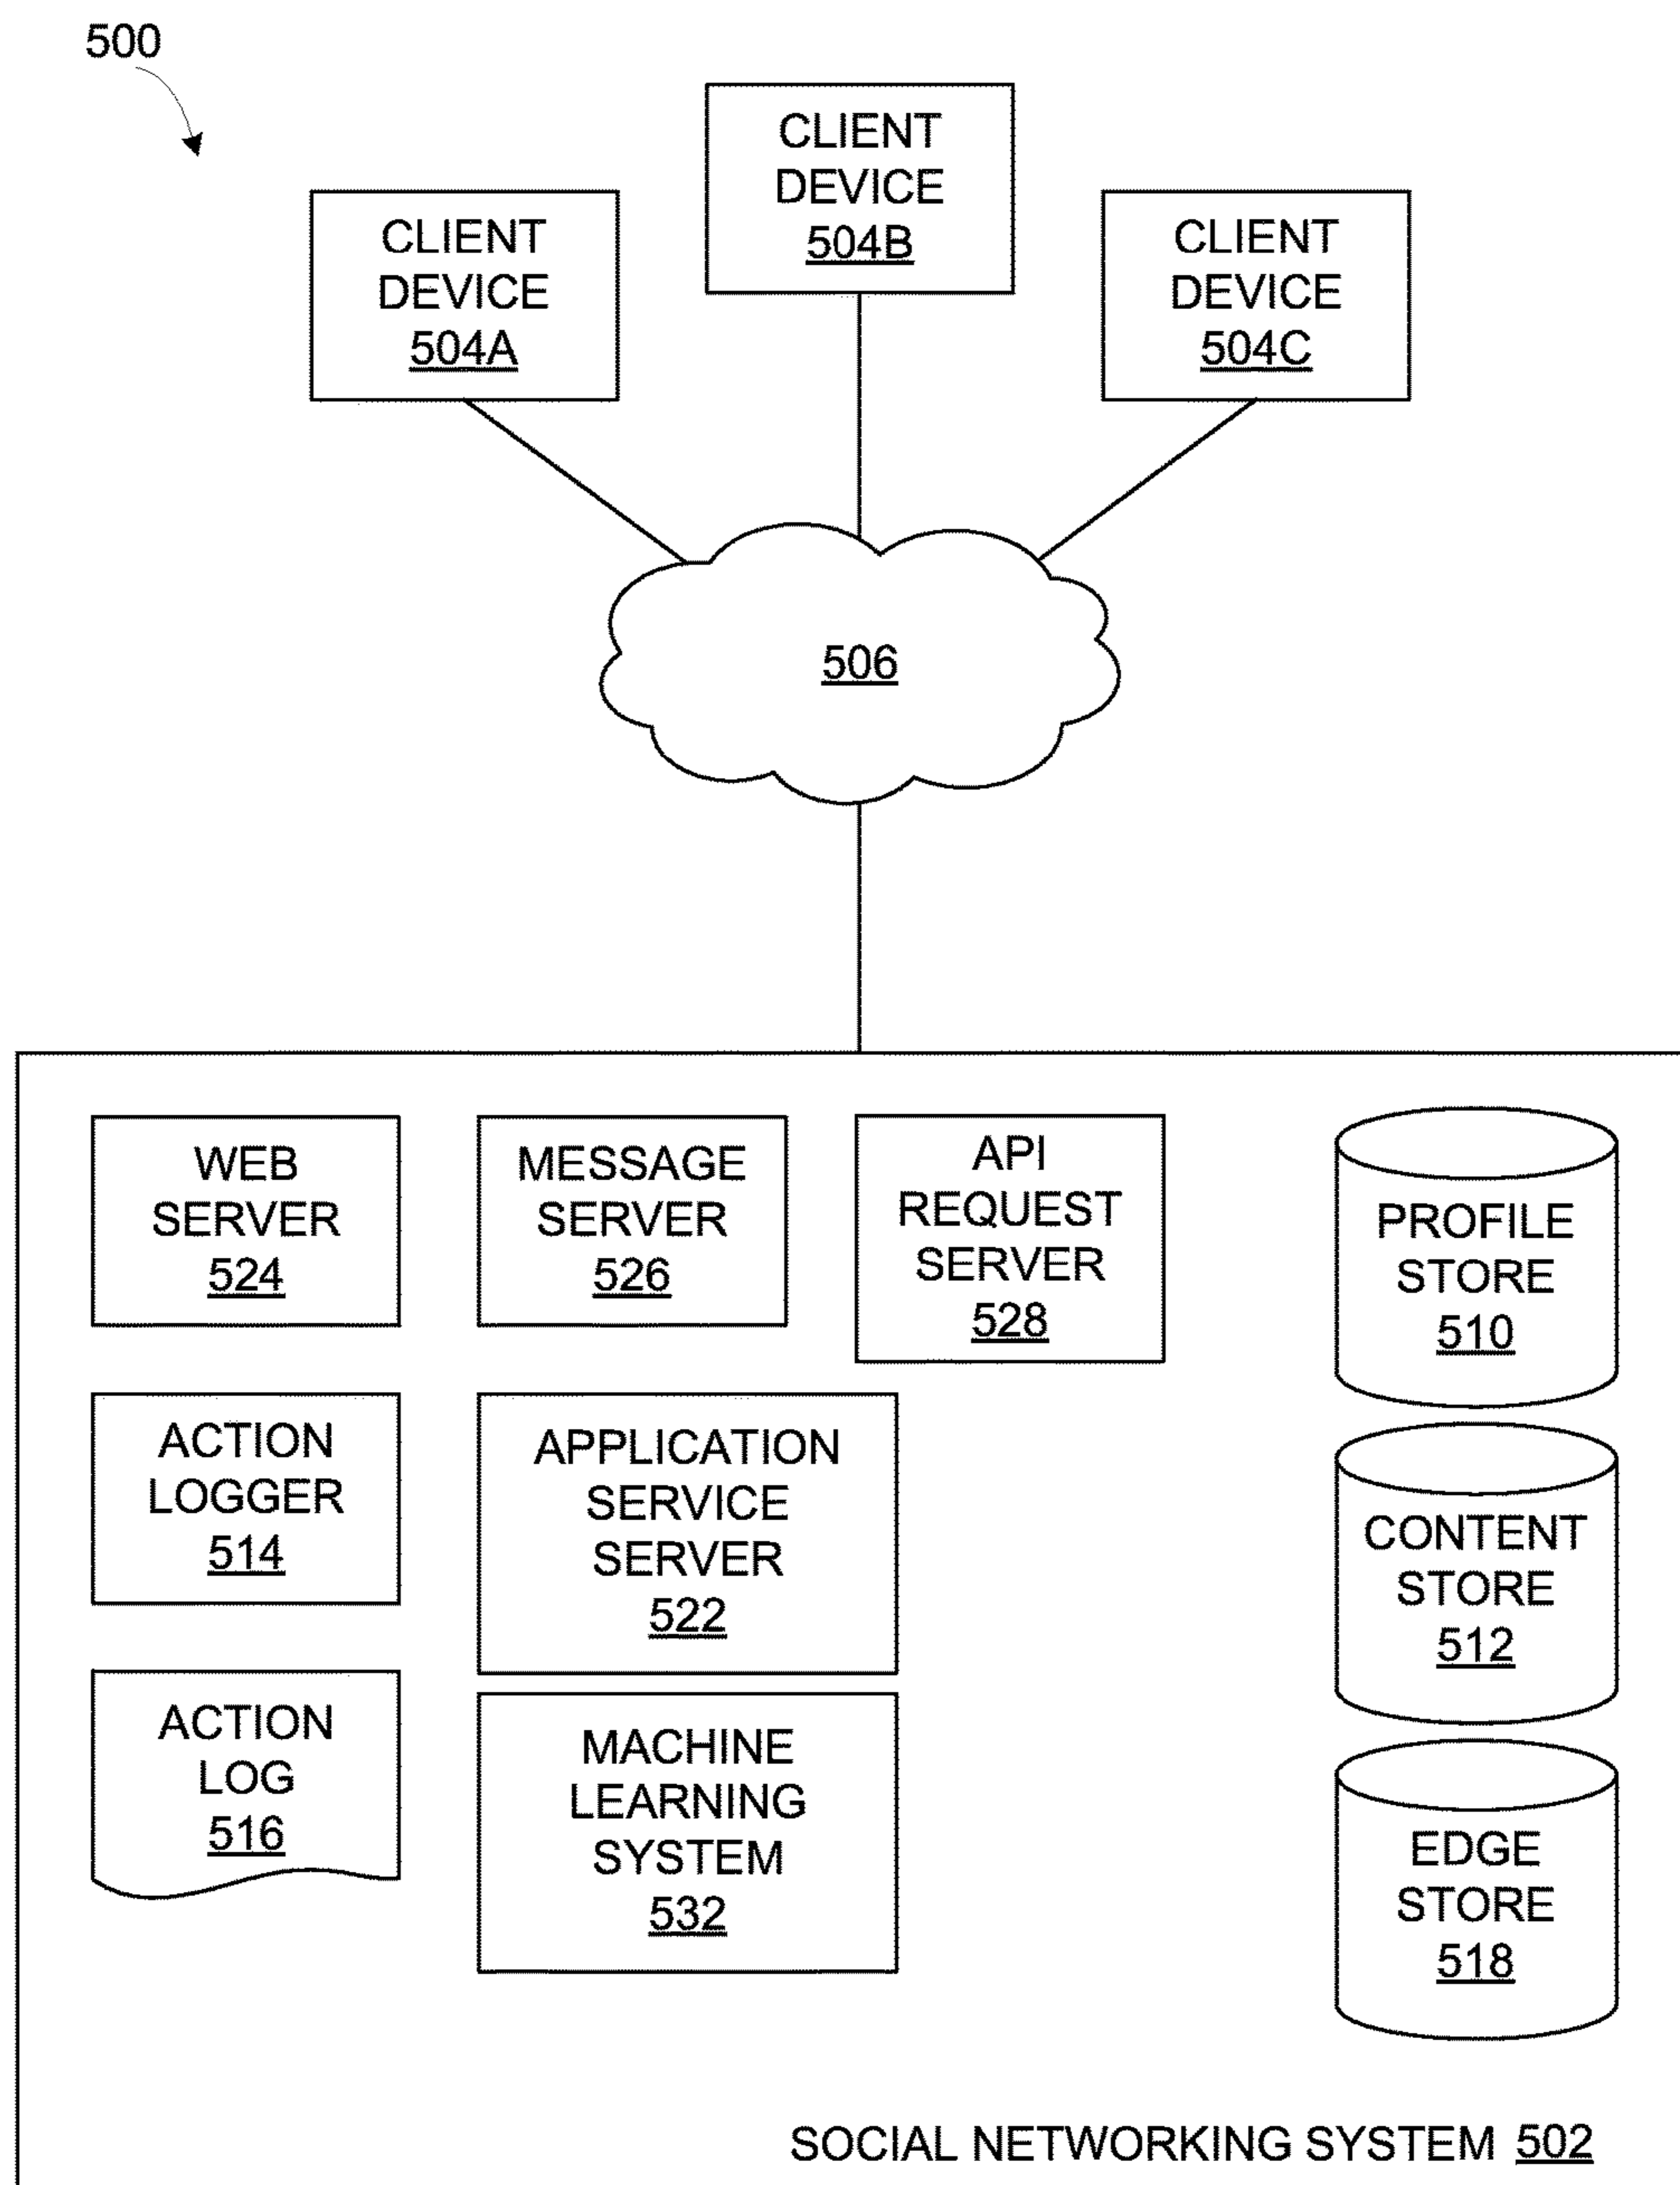 500
CLIENT
DEVICE
504A
CLIENT
DEVICE
504B
CLIENT
DEVICE
504C
506
WEB
SERVER
524
MESSAGE
SERVER
526
API
REQUEST
SERVER
528
PROFILE
STORE
510
ACTION
LOGGER
514
APPLICATION
SERVICE
SERVER
522
CONTENT
STORE
512
ACTION
LOG
516
MACHINE
LEARNING
SYSTEM
532
EDGE
STORE
518
SOCIAL NETWORKING SYSTEM 502